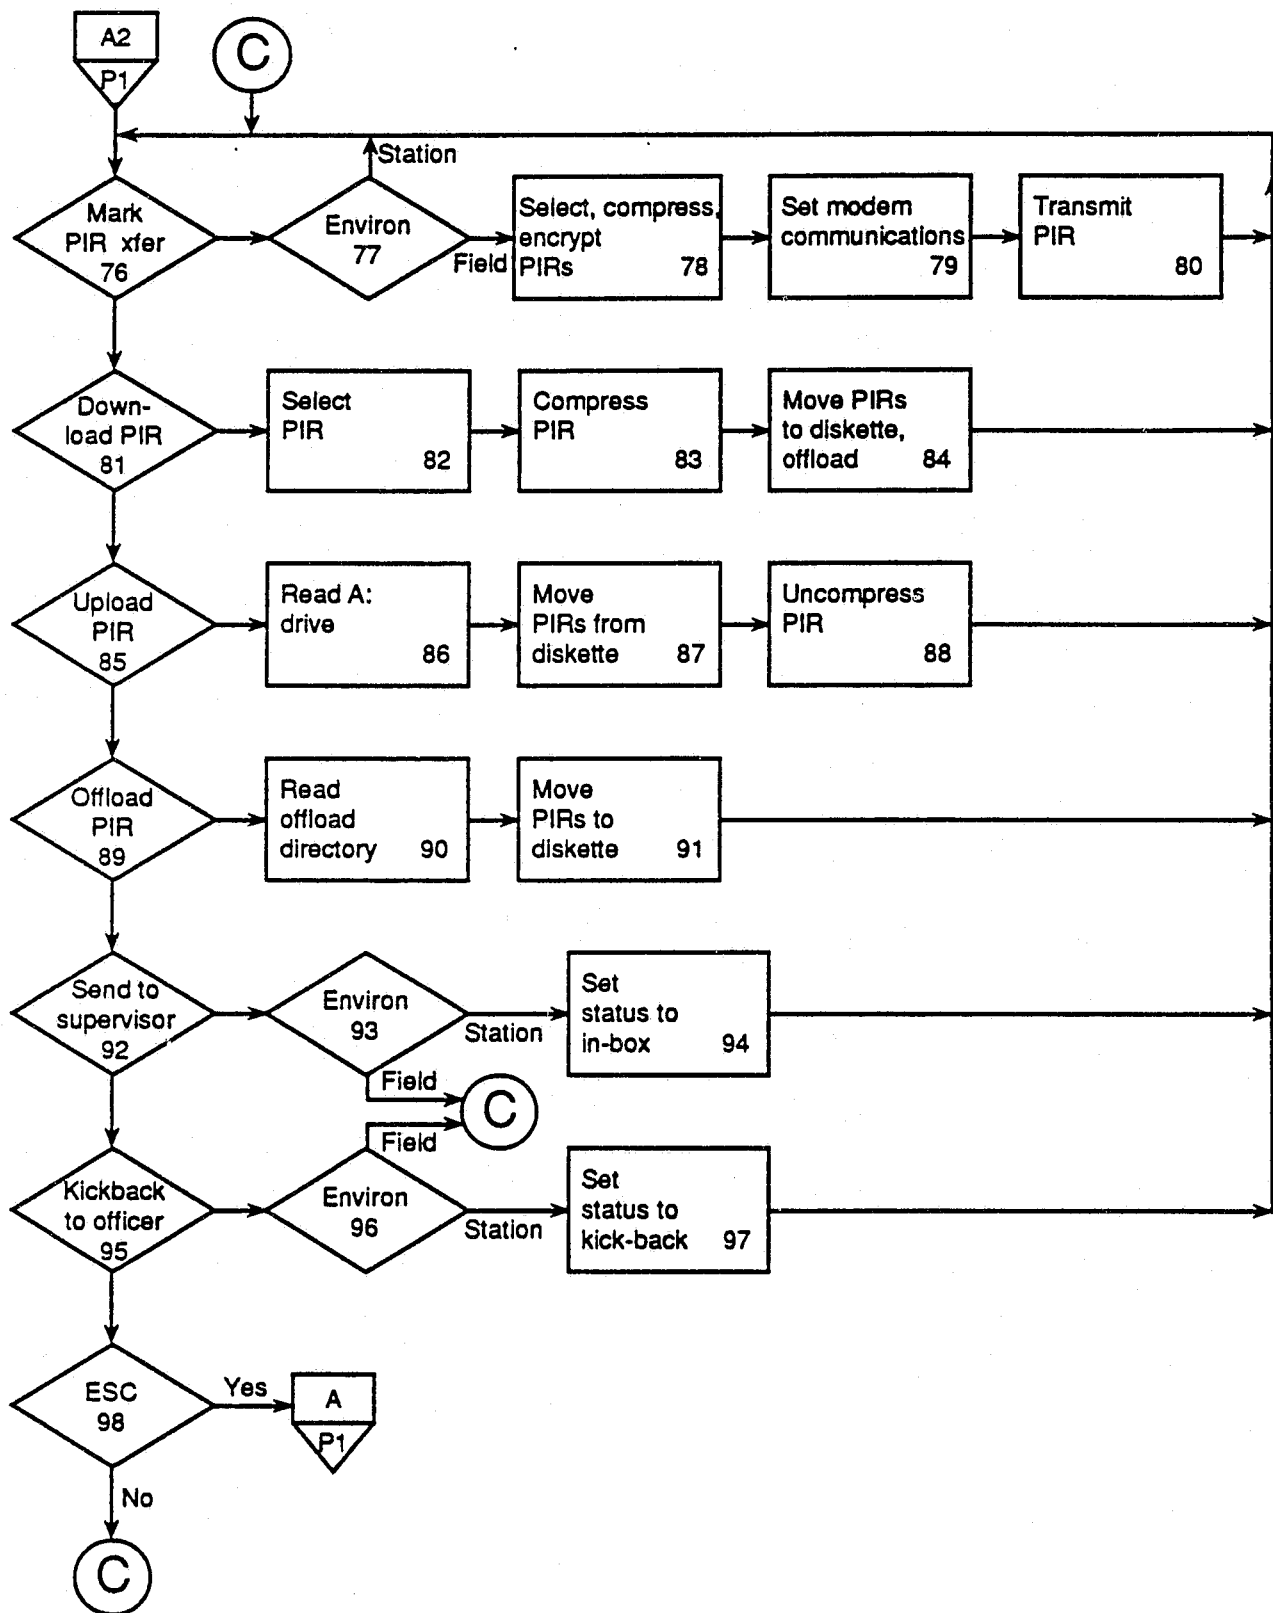 A2
P1
C
Station
Mark
PIR xfer
76
Environ
77
Field
Select, compress,
encrypt
PIRs 78
Set modem
communications
79
Transmit
PIR
80
Down-
load PIR
81
Select
PIR
82
Compress
PIR
83
Move PIRs
to diskette,
offload 84
Upload
PIR
85
Read A:
drive
86
Move
PIRs from
diskette 87
Uncompress
PIR
88
Offload
PIR
89
Read
offload
directory 90
Move
PIRs to
diskette 91
Send to
supervisor
92
Environ
93
Station
Field
Set
status to
in-box 94
C
Kickback
to officer
95
Field
Environ
96
Station
Set
status to
kick-back 97
ESC
98
Yes
A
P1
No
C